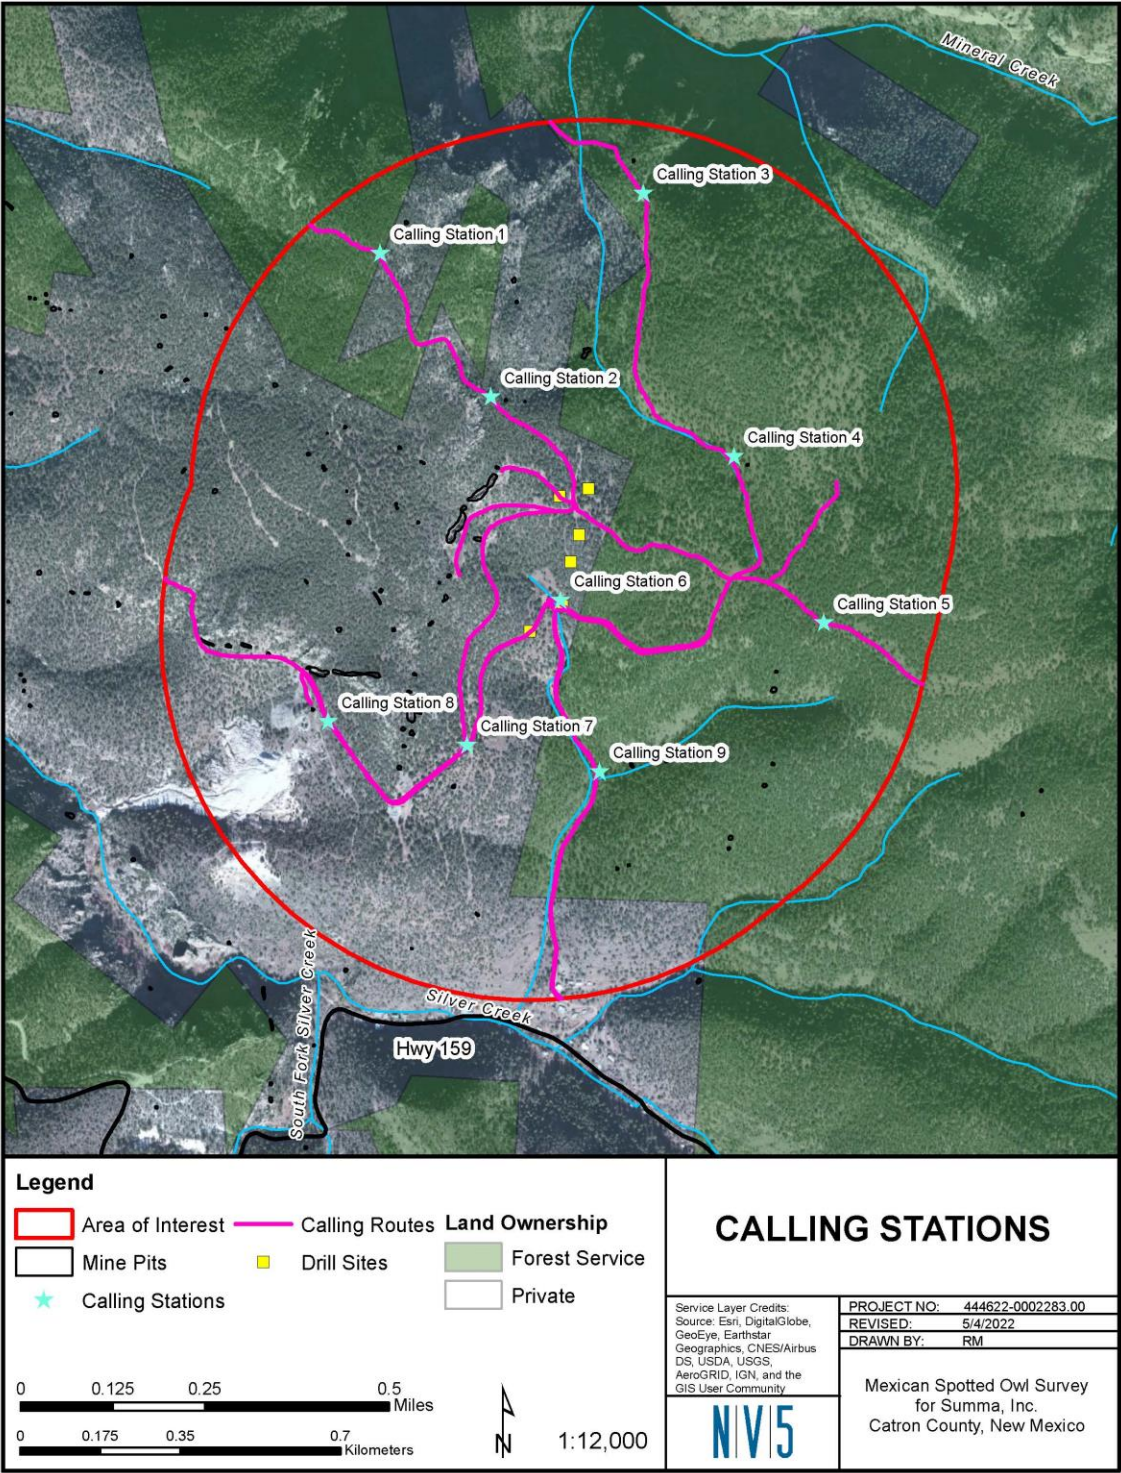 Mineral Creek
Calling Station 3
Calling Station 1
Calling Station 2
Calling Station 4
Calling Station 6
Calling Station 5
Calling Station 8
Calling Station 7
Calling Station 9
South Fork Silver Creek
Silver Creek
Hwy 159
Legend
Area of Interest
Mine Pits
Calling Stations
Calling Routes
Drill Sites
Land Ownership
Forest Service
Private
0 0.125 0.25 0.5
Miles
0 0.175 0.35 0.7
Kilometers
N
1:12,000
CALLING STATIONS
Service Layer Credits:
Source: Esri, DigitalGlobe,
GeoEye, Earthstar
Geographics, CNES/Airbus
DS, USDA, USGS,
AeroGRID, IGN, and the
GIS User Community
NV5
PROJECT NO: 444622-0002283.00
REVISED: 5/4/2022
DRAWN BY: RM
Mexican Spotted Owl Survey
for Summa, Inc.
Catron County, New Mexico